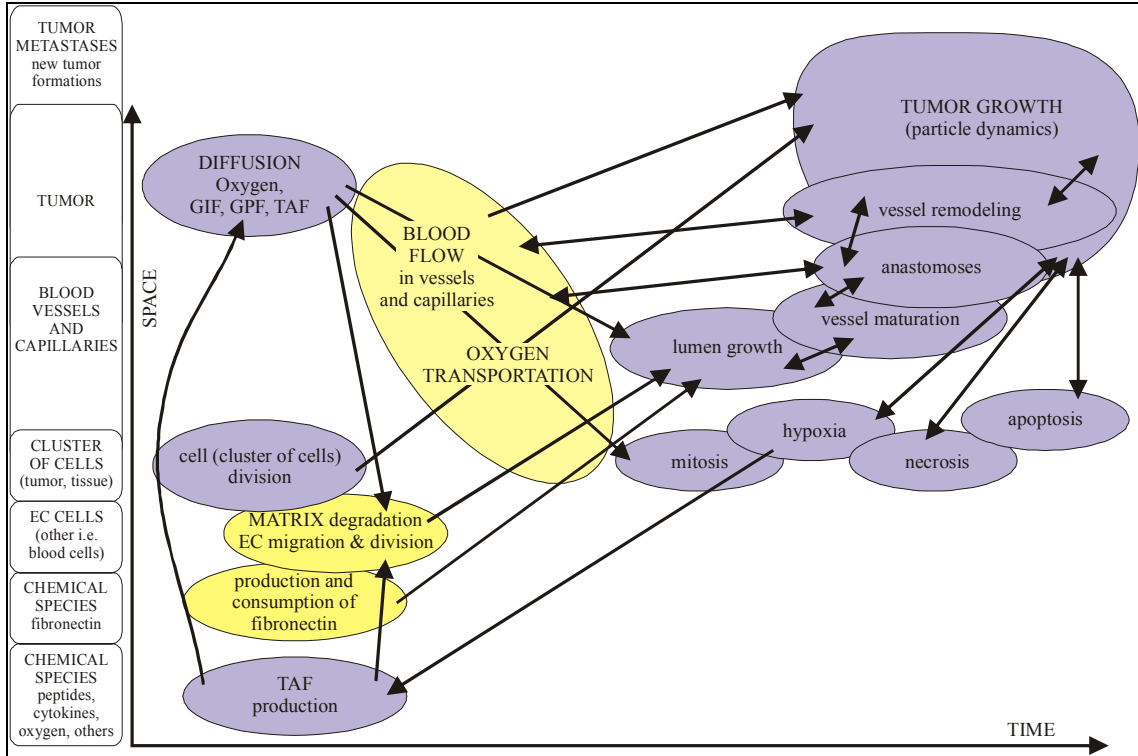 TUMOR
METASTASES
new tumor
formations
TUMOR
BLOOD
VESSELS
AND
CAPILLARIES
CLUSTER
OF CELLS
(tumor, tissue)
EC CELLS
(other i.e.
blood cells)
CHEMICAL
SPECIES
fibronectin
CHEMICAL
SPECIES
peptides,
cytokines,
oxygen, others
SPACE
TIME
DIFFUSION
Oxygen,
GIF, GPF, TAF
BLOOD
FLOW
in vessels
and capillaries
OXYGEN
TRANSPORTATION
cell (cluster of cells)
division
MATRIX degradation
EC migration & division
production and
consumption of
fibronectin
TAF
production
TUMOR GROWTH
(particle dynamics)
vessel remodeling
anastomoses
vessel maturation
lumen growth
mitosis
hypoxia
necrosis
apoptosis